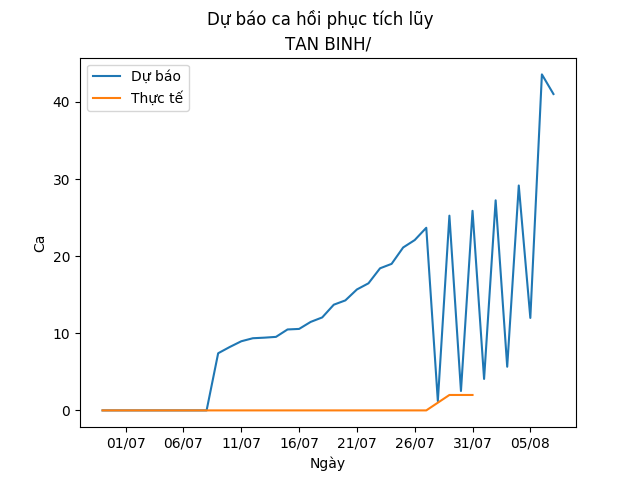 Dự báo ca hồi phục tích lũy
TAN BINH/
Dự báo
Thực tế
Ca
40
30
20
10
0
01/07 06/07 11/07 16/07 21/07 26/07 31/07 05/08
Ngày